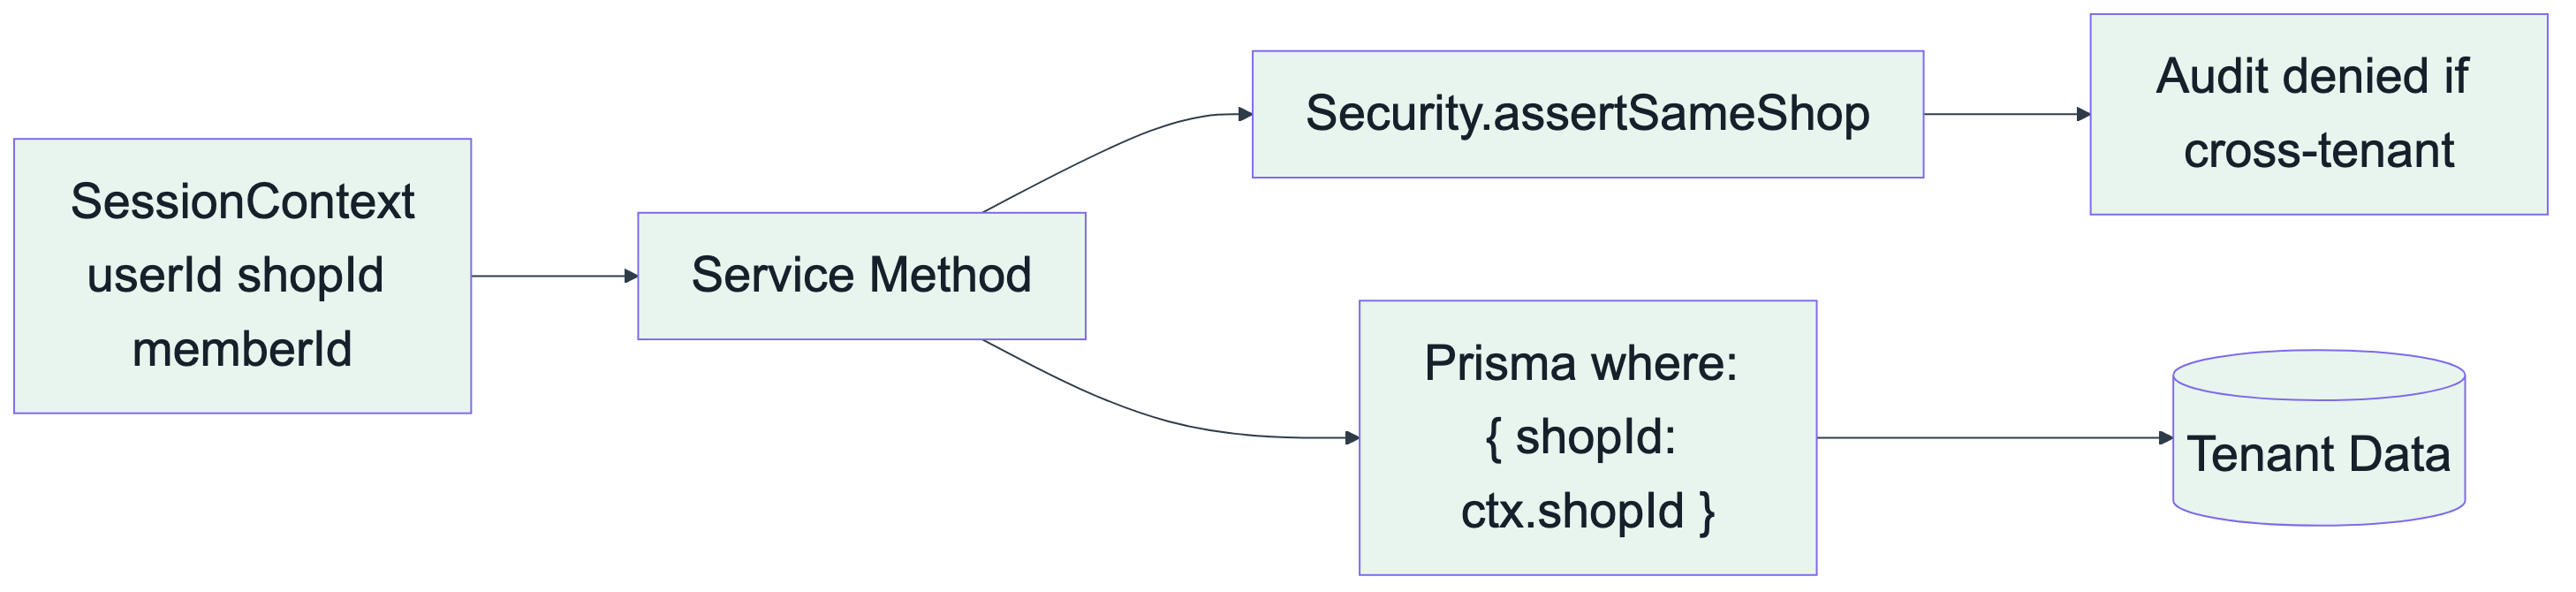 SessionContext
userId shopId
memberId
Service Method
Security.assertSameShop
Audit denied if
cross-tenant
Prisma where:
{ shopId:
ctx.shopId }
Tenant Data